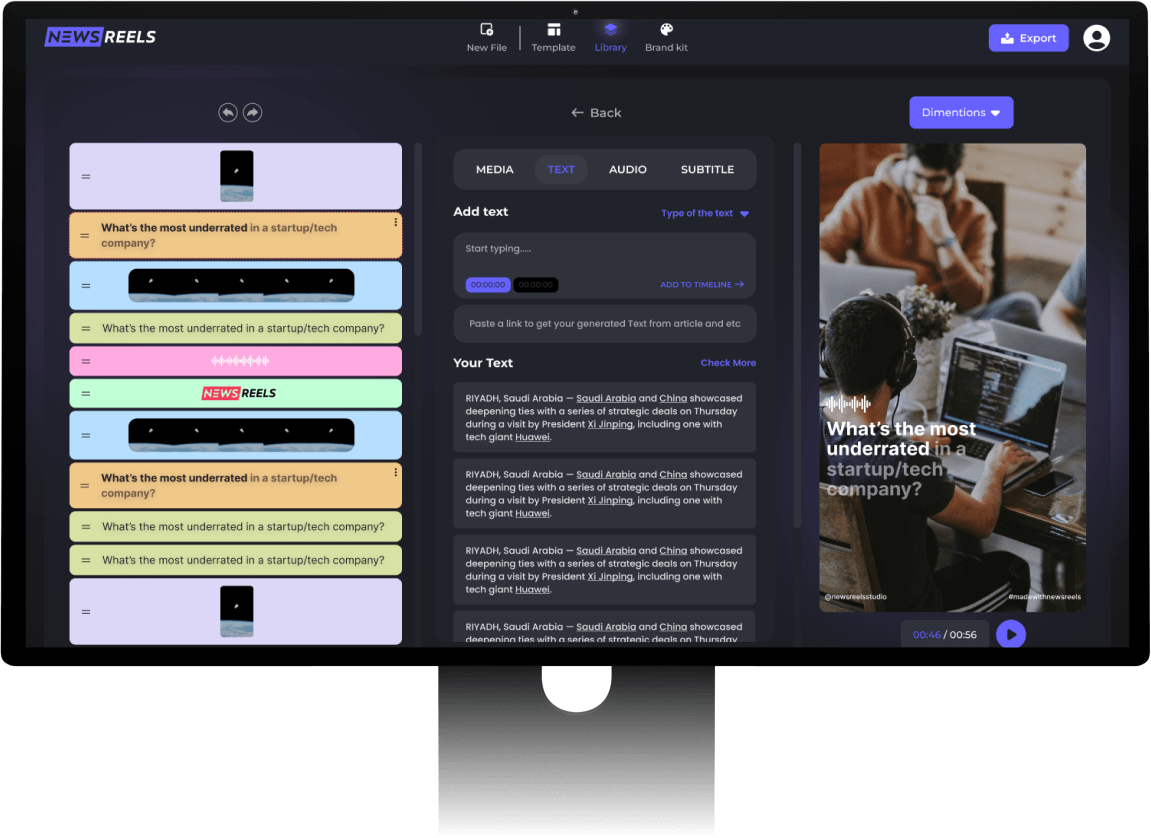 NEWS REELS
New File
Template
Library
Brand kit
Export
Back
Dimentions
What's the most underrated in a startup/tech
company?
What's the most underrated in a startup/tech company?
NEWS REELS
What's the most underrated in a startup/tech
company?
What's the most underrated in a startup/tech company?
What's the most underrated in a startup/tech company?
MEDIA TEXT AUDIO SUBTITLE
Add text
Type of the text
Start typing.....
00:00:00 00:00:00
ADD TO TIMELINE
Paste a link to get your generated Text from article and etc
Your Text
Check More
RIYADH, Saudi Arabia — Saudi Arabia and China showcased
deepening ties with a series of strategic deals on Thursday
during a visit by President Xi Jinping, including one with
tech giant Huawei.
RIYADH, Saudi Arabia — Saudi Arabia and China showcased
deepening ties with a series of strategic deals on Thursday
during a visit by President Xi Jinping, including one with
tech giant Huawei.
RIYADH, Saudi Arabia — Saudi Arabia and China showcased
deepening ties with a series of strategic deals on Thursday
during a visit by President Xi Jinping, including one with
tech giant Huawei.
RIYADH, Saudi Arabia — Saudi Arabia and China showcased
deepening ties with a series of strategic deals on Thursday
What's the most
underrated in a
startup/tech
company?
@newsreelsstudio
#madewithnewsreels
00:46 / 00:56